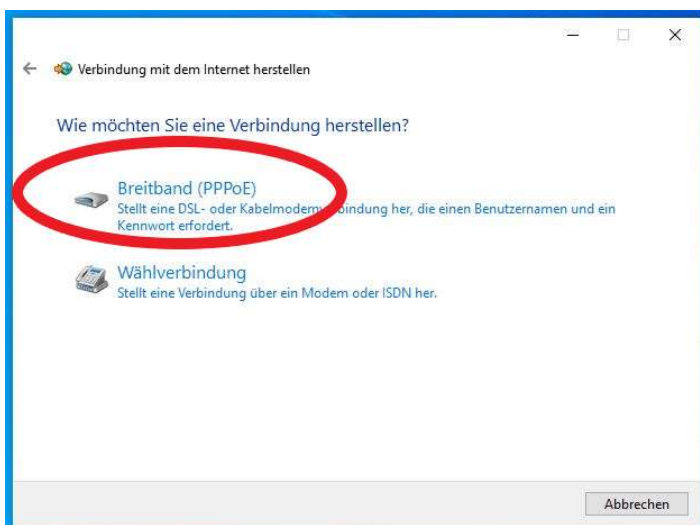 Verbindung mit dem Internet herstellen
Wie möchten Sie eine Verbindung herstellen?
Breitband (PPPoE)
Stellt eine DSL- oder Kabelmodemverbindung her, die einen Benutzernamen und ein
Kennwort erfordert.
Wählverbindung
Stellt eine Verbindung über ein Modem oder ISDN her.
Abbrechen